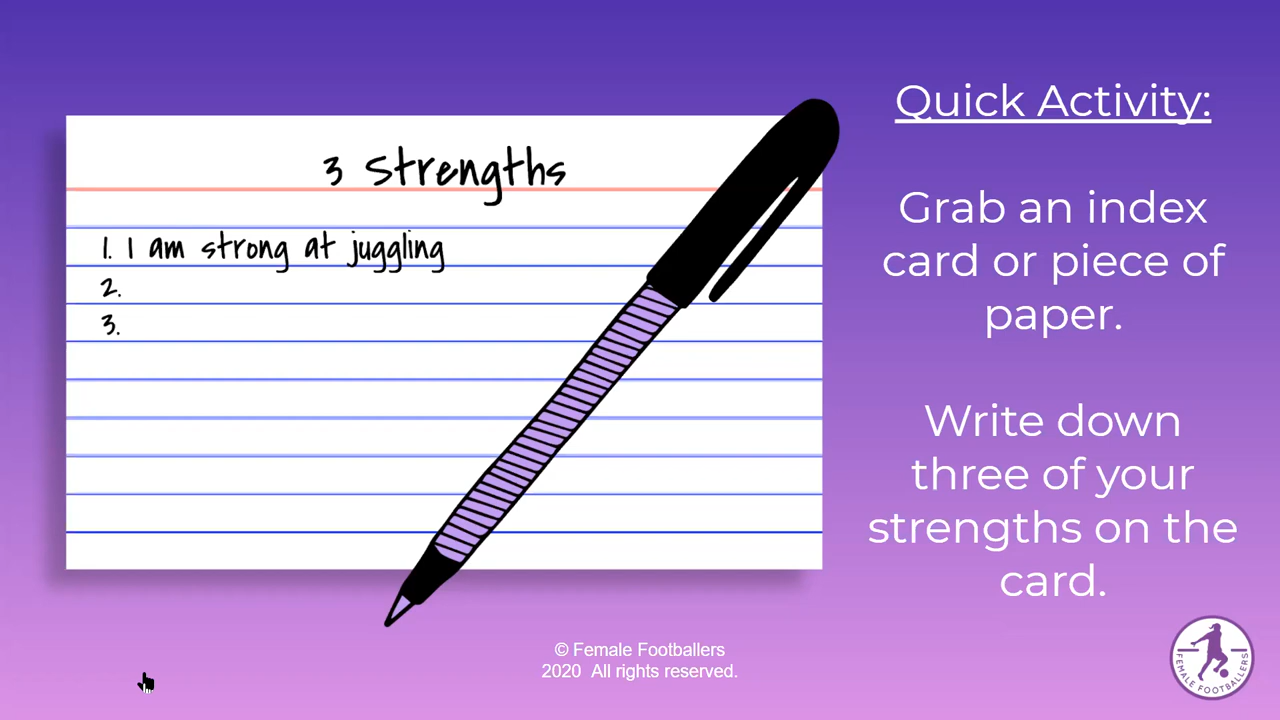 3 Strengths
1. I am strong at juggling
2.
3.
Quick Activity:
Grab an index
card or piece of
paper.
Write down
three of your
strengths on the
card.
© Female Footballers
2020 All rights reserved.
FEMALE FOOTBALLERS